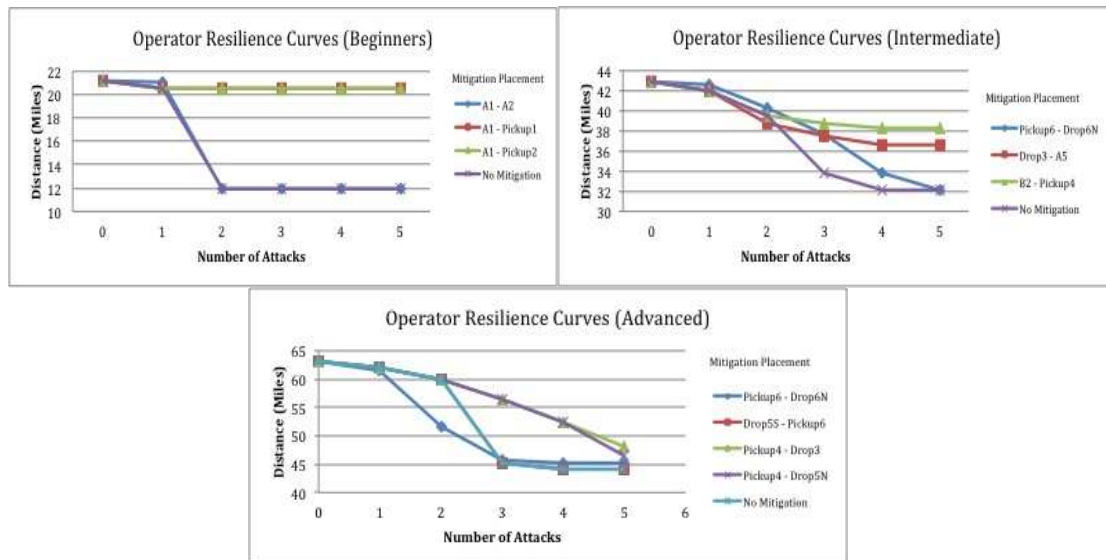 Operator Resilience Curves (Beginners)
Distance (Miles)
22
20
18
16
14
12
10
0 1 2 3 4 5
Number of Attacks
Mitigation Placement
A1 - A2
A1 - Pickup1
A1 - Pickup2
No Mitigation
Operator Resilience Curves (Intermediate)
Distance (Miles)
44
42
40
38
36
34
32
30
0 1 2 3 4 5
Number of Attacks
Mitigation Placement
Pickup6 - Drop6N
Drop3 - A5
B2 - Pickup4
No Mitigation
Operator Resilience Curves (Advanced)
Distance (Miles)
65
60
55
50
45
40
0 1 2 3 4 5 6
Number of Attacks
Mitigation Placement
Pickup6 - Drop6N
Drop5S - Pickup6
Pickup4 - Drop3
Pickup4 - Drop5N
No Mitigation